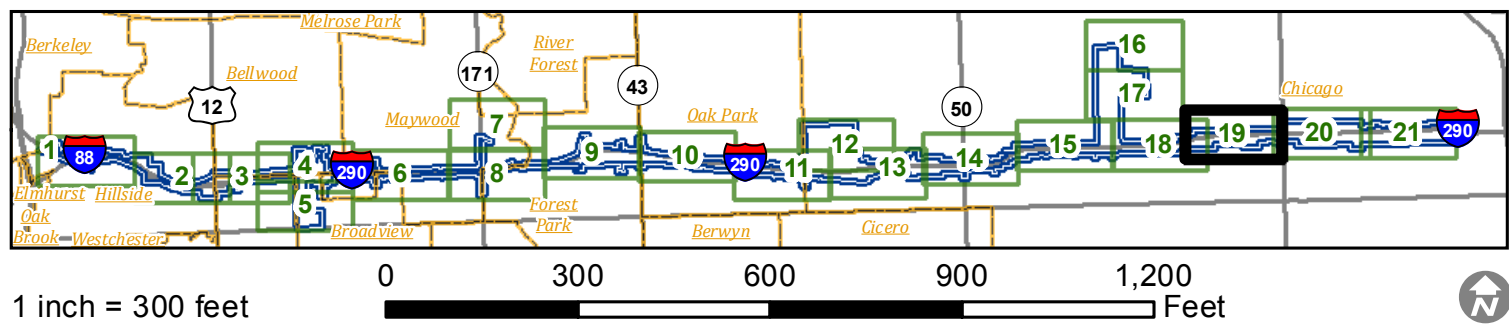 Melrose Park
Berkeley
River
Forest
Bellwood
171
43
12
Oak Park
50
16
17
Chicago
Maywood
7
1
88
2
3
4
290
6
8
9
10
290
11
12
13
14
15
18
19
20
21
290
5
Elmhurst
Hillside
Oak
Brook
Westchester
Broadview
Forest
Park
Berwyn
Cicero
0
300
600
900
1,200
Feet
1 inch = 300 feet
N